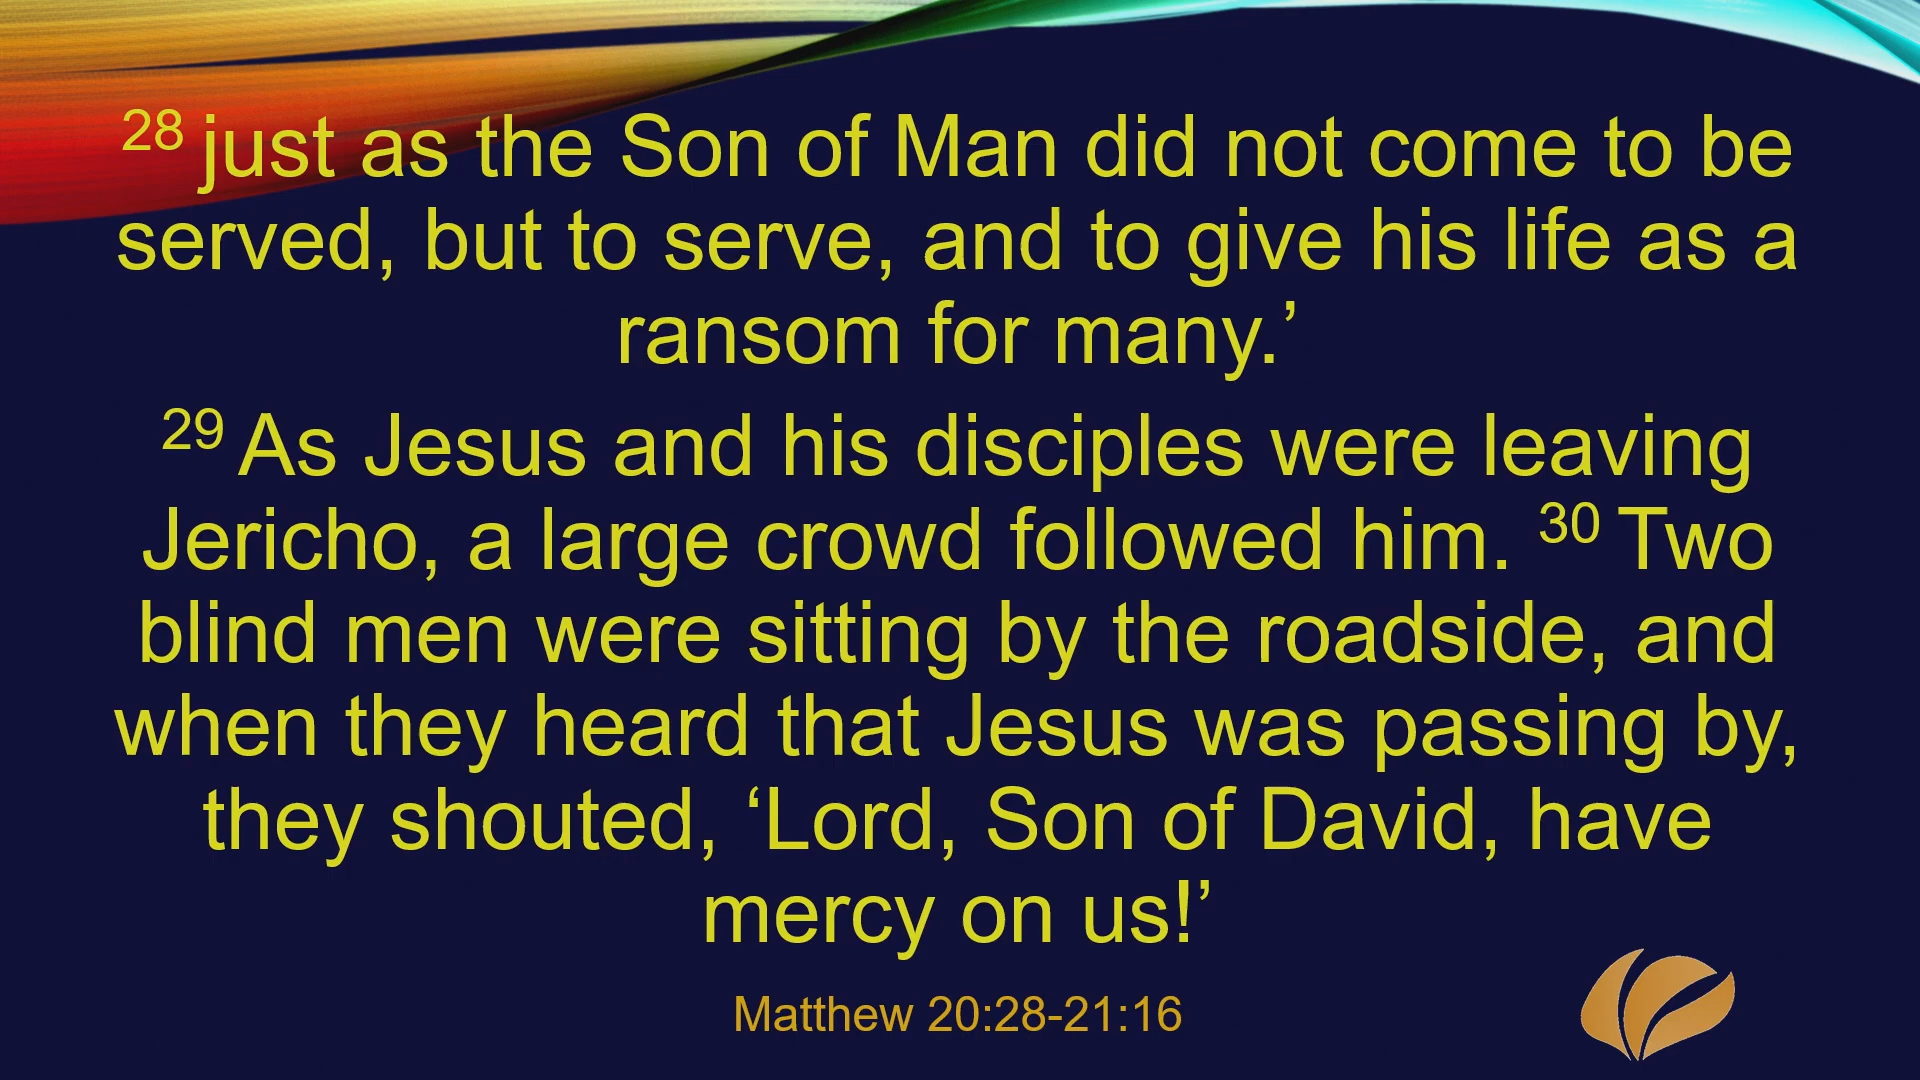 28 just as the Son of Man did not come to be
served, but to serve, and to give his life as a
ransom for many.’
29 As Jesus and his disciples were leaving
Jericho, a large crowd followed him. 30 Two
blind men were sitting by the roadside, and
when they heard that Jesus was passing by,
they shouted, ‘Lord, Son of David, have
mercy on us!’
Matthew 20:28-21:16